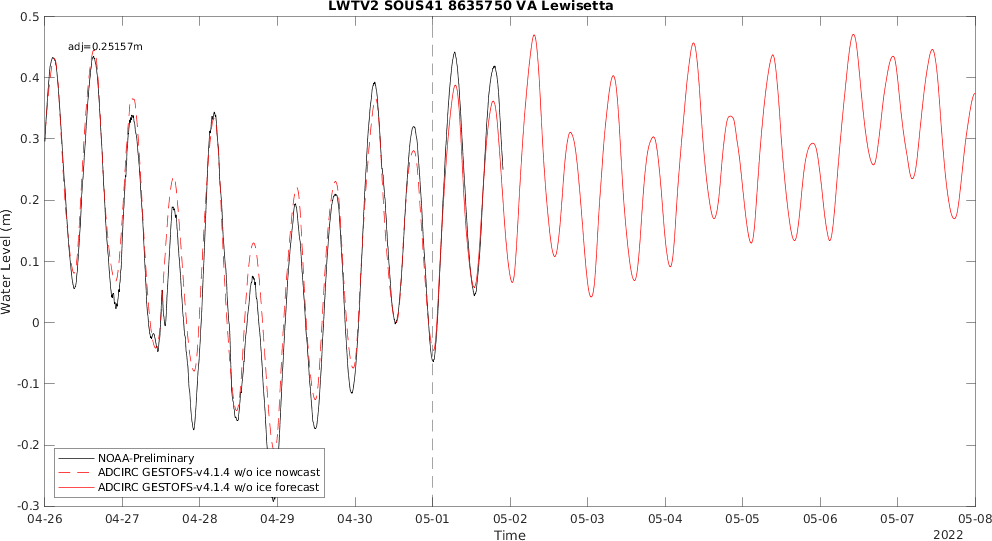 LWTV2 SOUS41 8635750 VA Lewisetta
adj=0.25157m
0.5
0.4
0.3
0.2
0.1
0
-0.1
-0.2
-0.3
Water Level (m)
NOAA-Preliminary
ADCIRC GESTOFS-v4.1.4 w/o ice nowcast
ADCIRC GESTOFS-v4.1.4 w/o ice forecast
04-26 04-27 04-28 04-29 04-30 05-01 05-02 05-03 05-04 05-05 05-06 05-07 05-08
Time
2022